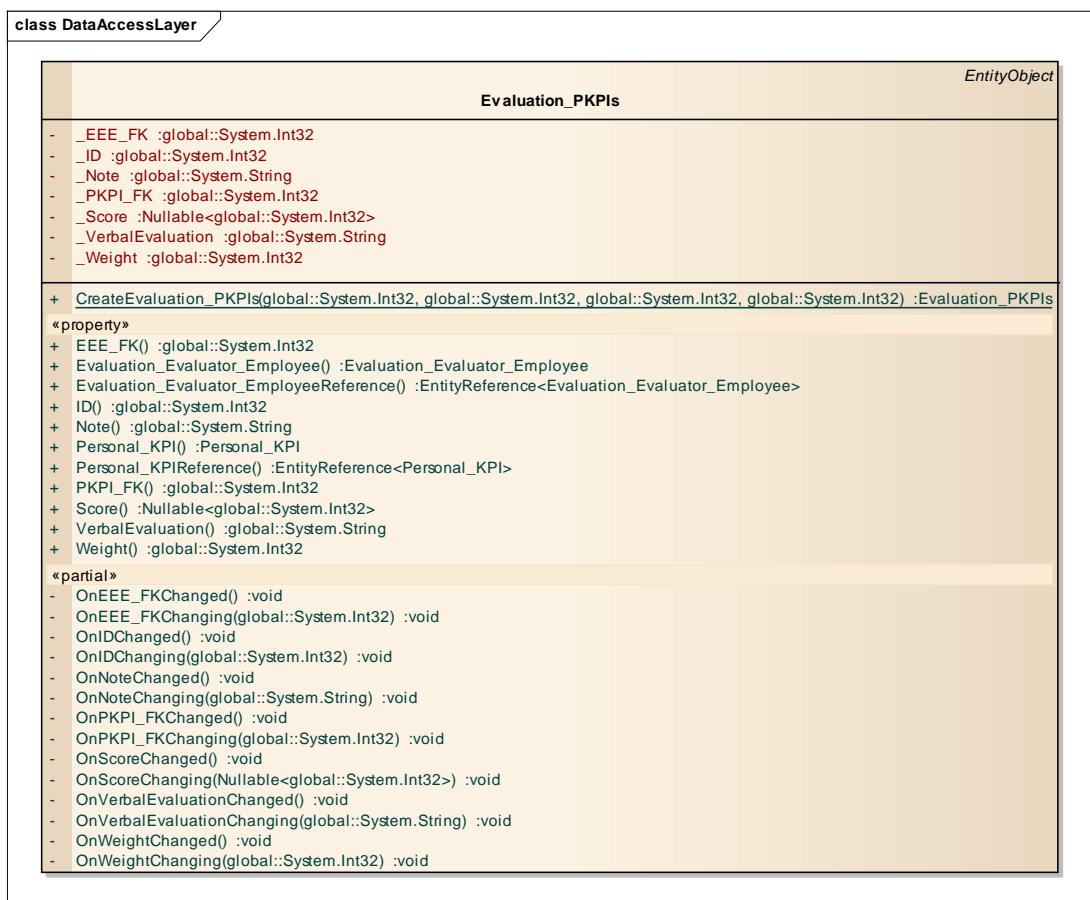 class DataAccessLayer
EntityObject
Evaluation_PKPIs
- _EEE_FK :global::System.Int32
- _ID :global::System.Int32
- _Note :global::System.String
- _PKPI_FK :global::System.Int32
- _Score :Nullable<global::System.Int32>
- _VerbalEvaluation :global::System.String
- _Weight :global::System.Int32
+ CreateEvaluation_PKPIs(global::System.Int32, global::System.Int32, global::System.Int32, global::System.Int32) :Evaluation_PKPIs
«property»
+ EEE_FK() :global::System.Int32
+ Evaluation_Evaluator_Employee() :Evaluation_Evaluator_Employee
+ Evaluation_Evaluator_EmployeeReference() :EntityReference<Evaluation_Evaluator_Employee>
+ ID() :global::System.Int32
+ Note() :global::System.String
+ Personal_KPI() :Personal_KPI
+ Personal_KPIReference() :EntityReference<Personal_KPI>
+ PKPI_FK() :global::System.Int32
+ Score() :Nullable<global::System.Int32>
+ VerbalEvaluation() :global::System.String
+ Weight() :global::System.Int32
«partial»
- OnEEE_FKChanged() :void
- OnEEE_FKChanging(global::System.Int32) :void
- OnIDChanged() :void
- OnIDChanging(global::System.Int32) :void
- OnNoteChanged() :void
- OnNoteChanging(global::System.String) :void
- OnPKPI_FKChanged() :void
- OnPKPI_FKChanging(global::System.Int32) :void
- OnScoreChanged() :void
- OnScoreChanging(Nullable<global::System.Int32>) :void
- OnVerbalEvaluationChanged() :void
- OnVerbalEvaluationChanging(global::System.String) :void
- OnWeightChanged() :void
- OnWeightChanging(global::System.Int32) :void